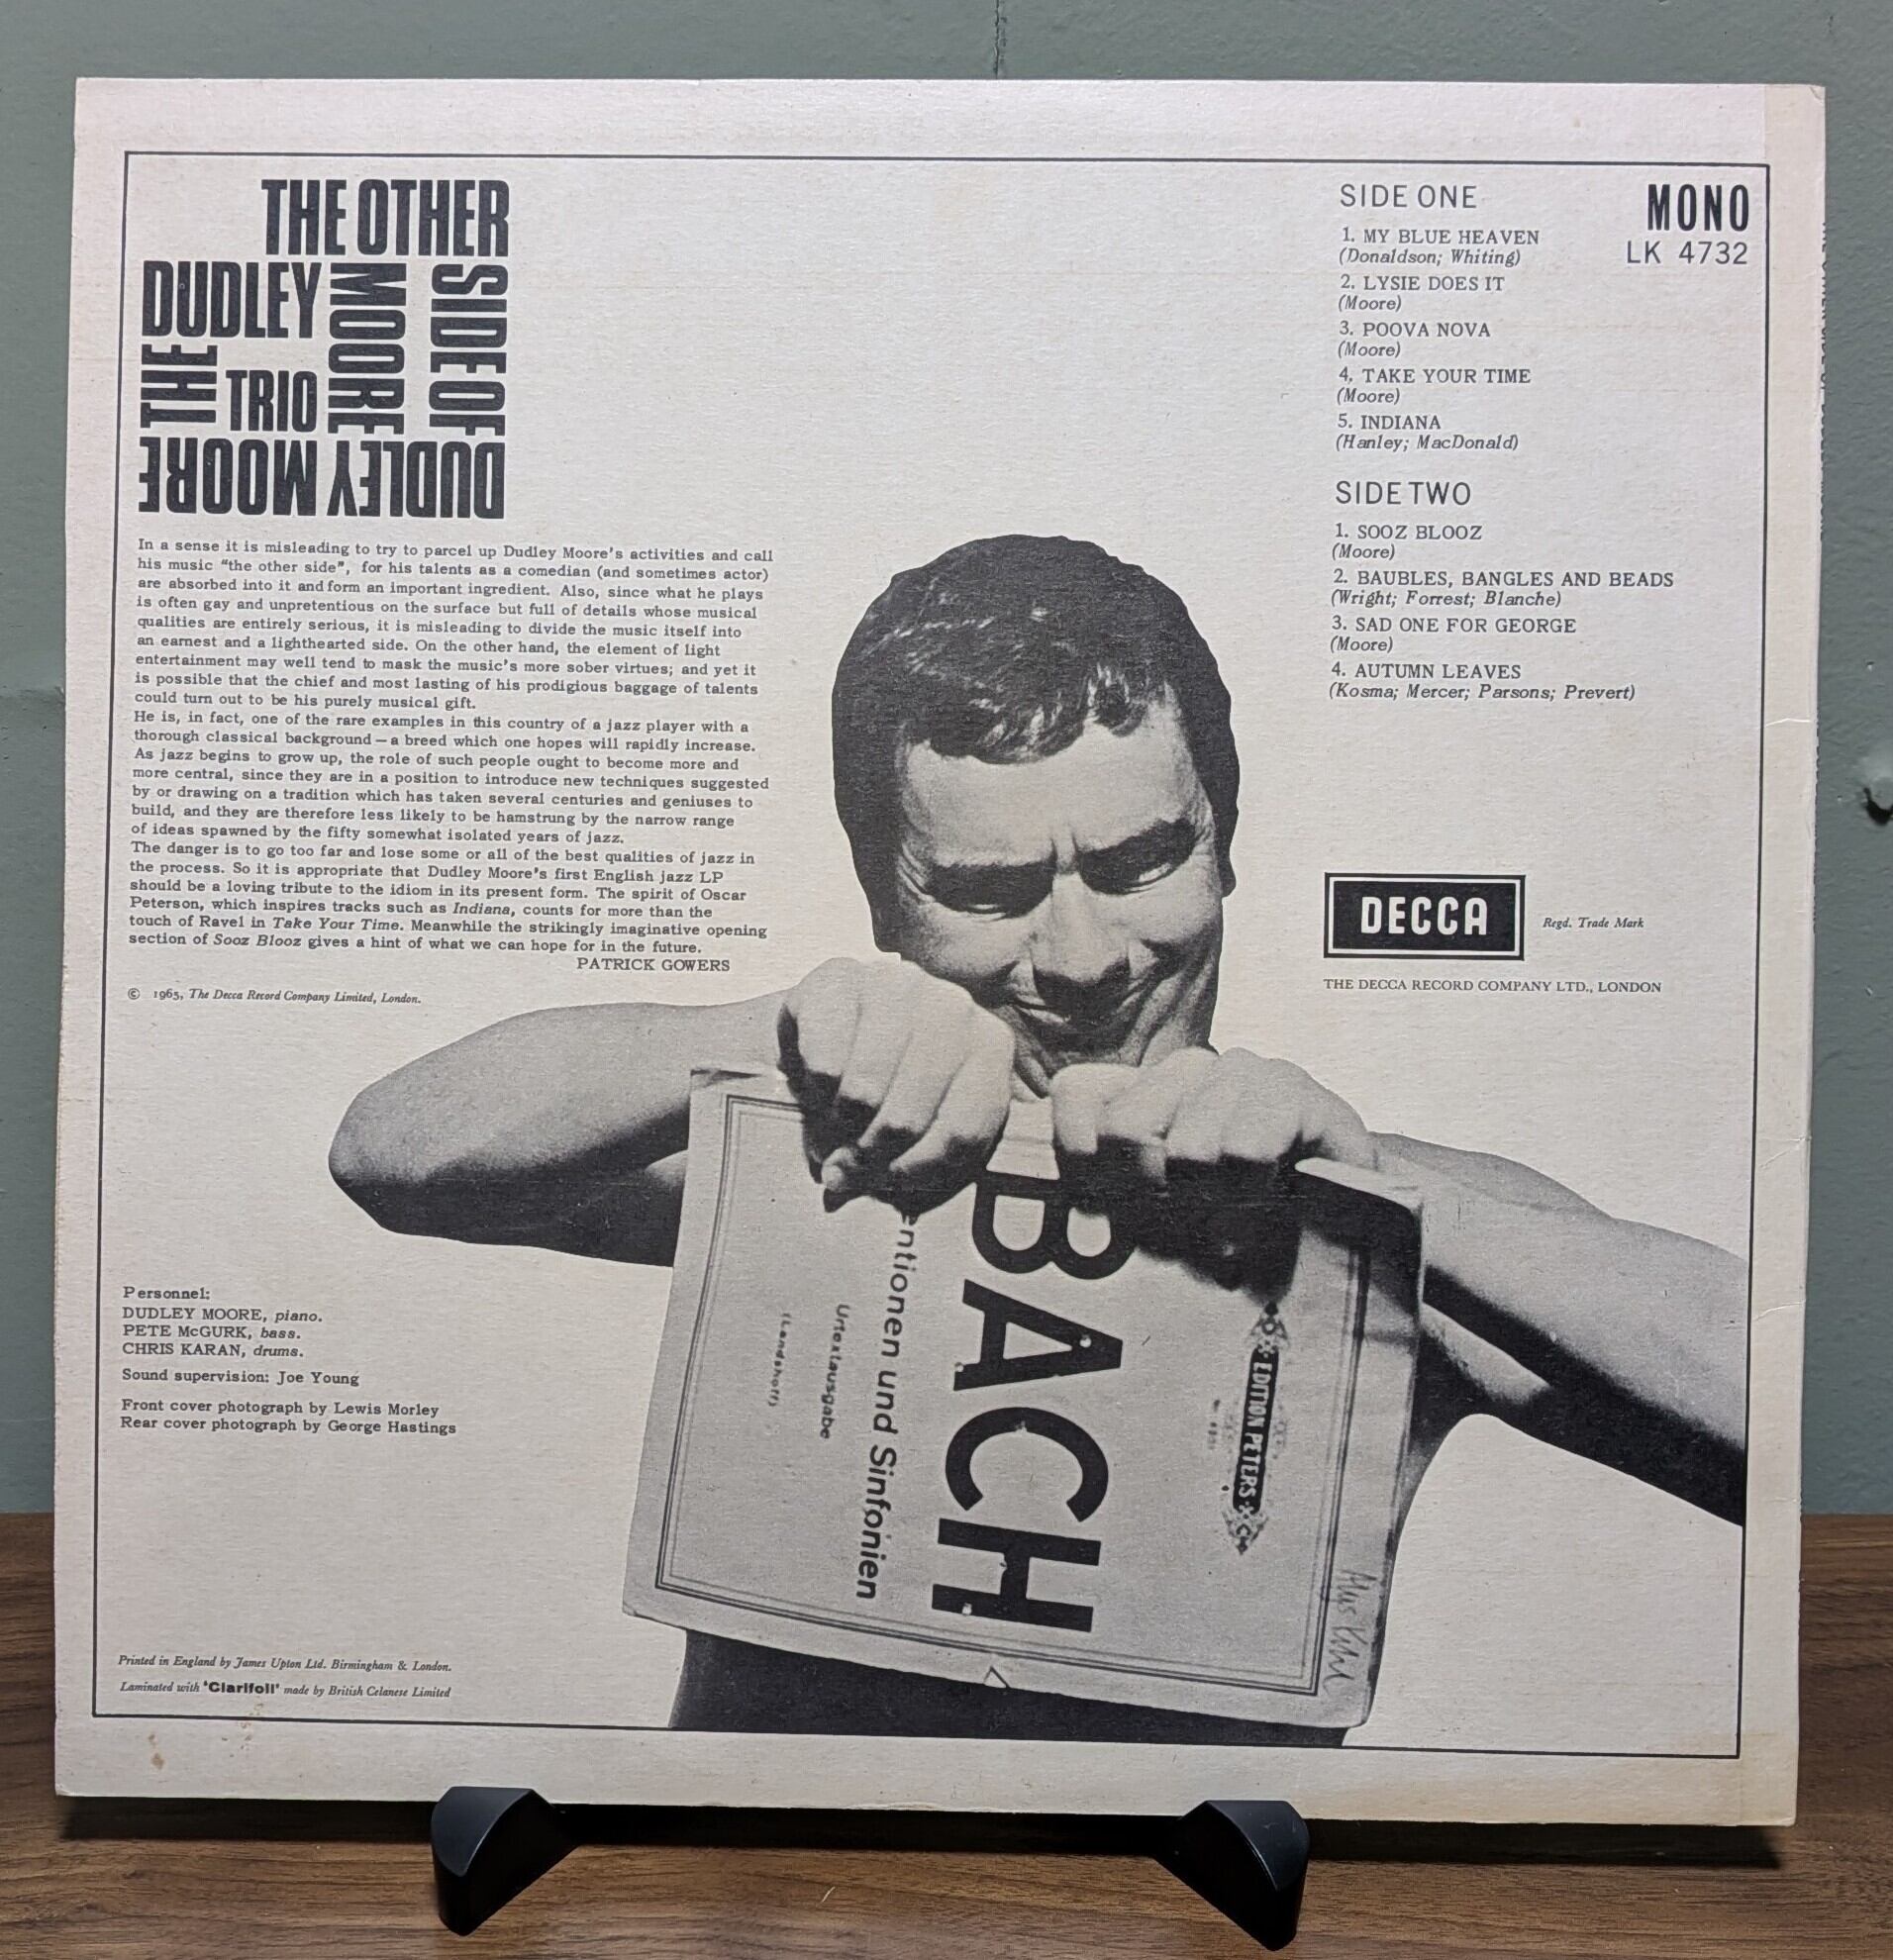 THE OTHER
SIDE OF
DUDLEY MOORE
THE
DUDLEY
MOORE
TRIO
In a sense it is misleading to try to parcel up Dudley Moore's activities and call
his music "the other side", for his talents as a comedian (and sometimes actor)
are absorbed into it and form an important ingredient. Also, since what he plays
is often gay and unpretentious on the surface but full of details whose musical
qualities are entirely serious, it is misleading to divide the music itself into
an earnest and a lighthearted side. On the other hand, the element of light
entertainment may well tend to mask the music's more sober virtues; and yet it
is possible that the chief and most lasting of his prodigious baggage of talents
could turn out to be his purely musical gift.
He is, in fact, one of the rare examples in this country of a jazz player with a
thorough classical background — a breed which one hopes will rapidly increase.
As jazz begins to grow up, the role of such people ought to become more and
more central, since they are in a position to introduce new techniques suggested
by or drawing on a tradition which has taken several centuries and geniuses to
build, and they are therefore less likely to be hamstrung by the narrow range
of ideas spawned by the fifty somewhat isolated years of jazz.
The danger is to go too far and lose some or all of the best qualities of jazz in
the process. So it is appropriate that Dudley Moore's first English jazz LP
should be a loving tribute to the idiom in its present form. The spirit of Oscar
Peterson, which inspires tracks such as Indiana, counts for more than the
touch of Ravel in Take Your Time. Meanwhile the strikingly imaginative opening
section of Sooz Blooz gives a hint of what we can hope for in the future.
PATRICK GOWERS
© 1965, The Decca Record Company Limited, London.
Personnel:
DUDLEY MOORE, piano.
PETE McGURK, bass.
CHRIS KARAN, drums.
Sound supervision: Joe Young
Front cover photograph by Lewis Morley
Rear cover photograph by George Hastings
Printed in England by James Upton Ltd. Birmingham & London.
Laminated with 'Clarifoil' made by British Celanese Limited
SIDE ONE
1. MY BLUE HEAVEN
(Donaldson; Whiting)
2. LYSIE DOES IT
(Moore)
3. POOVA NOVA
(Moore)
4. TAKE YOUR TIME
(Moore)
5. INDIANA
(Hanley; MacDonald)
SIDE TWO
1. SOOZ BLOOZ
(Moore)
2. BAUBLES, BANGLES AND BEADS
(Wright; Forrest; Blanche)
3. SAD ONE FOR GEORGE
(Moore)
4. AUTUMN LEAVES
(Kosma; Mercer; Parsons; Prevert)
MONO
LK 4732
DECCA
Regd. Trade Mark
THE DECCA RECORD COMPANY LTD., LONDON
EDITION PETERS
BACH
entionen und Sinfonien
Urtextausgabe
(Landshoff)